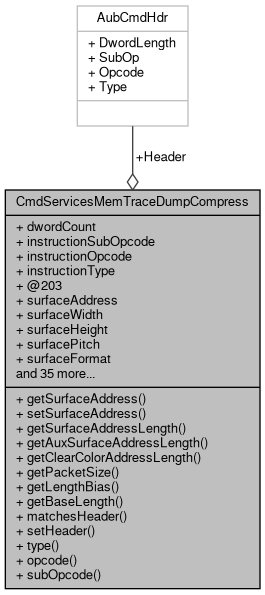 AubCmdHdr
+ DwordLength
+ SubOp
+ Opcode
+ Type
+Header
CmdServicesMemTraceDumpCompress
+ dwordCount
+ instructionSubOpcode
+ instructionOpcode
+ instructionType
+ @203
+ surfaceAddress
+ surfaceWidth
+ surfaceHeight
+ surfacePitch
+ surfaceFormat
and 35 more...
+ getSurfaceAddress()
+ setSurfaceAddress()
+ getSurfaceAddressLength()
+ getAuxSurfaceAddressLength()
+ getClearColorAddressLength()
+ getPacketSize()
+ getLengthBias()
+ getBaseLength()
+ matchesHeader()
+ setHeader()
+ type()
+ opcode()
+ subOpcode()